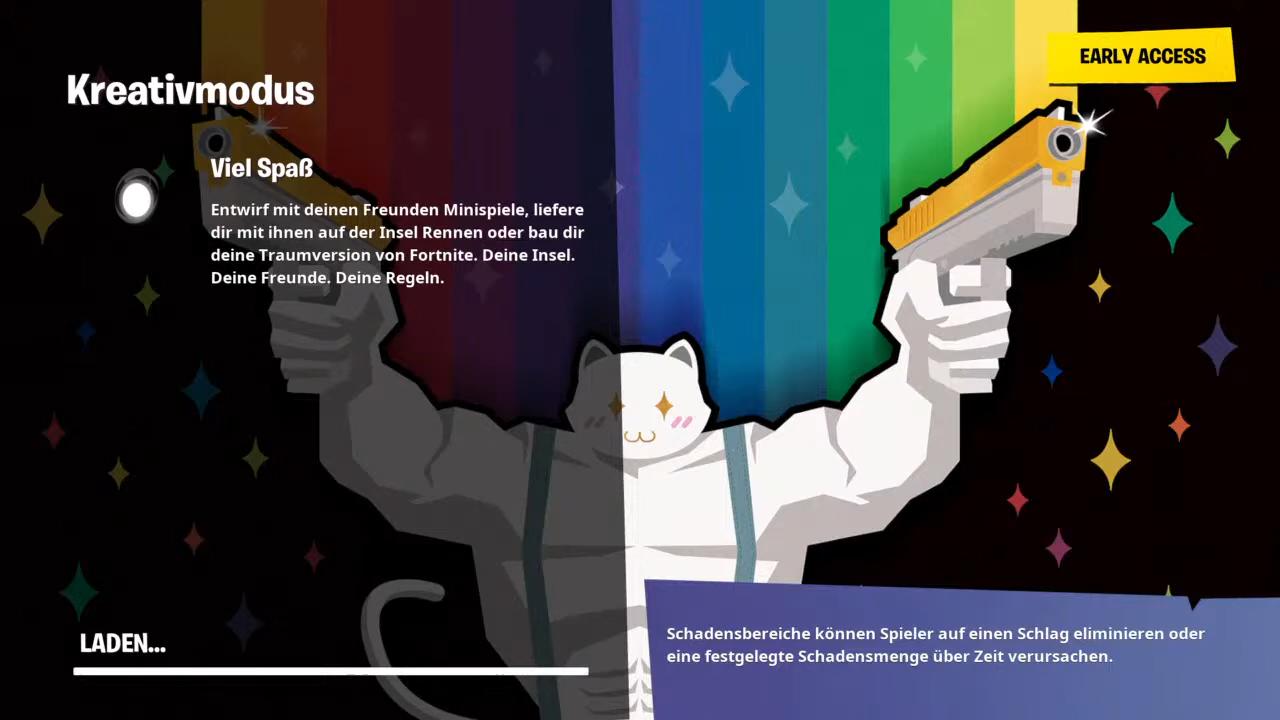 Kreativmodus
EARLY ACCESS
Viel Spaß
Entwirf mit deinen Freunden Minispiele, liefere
dir mit ihnen auf der Insel Rennen oder bau dir
deine Traumversion von Fortnite. Deine Insel.
Deine Freunde. Deine Regeln.
LADEN...
Schadensbereiche können Spieler auf einen Schlag eliminieren oder
eine festgelegte Schadensmenge über Zeit verursachen.